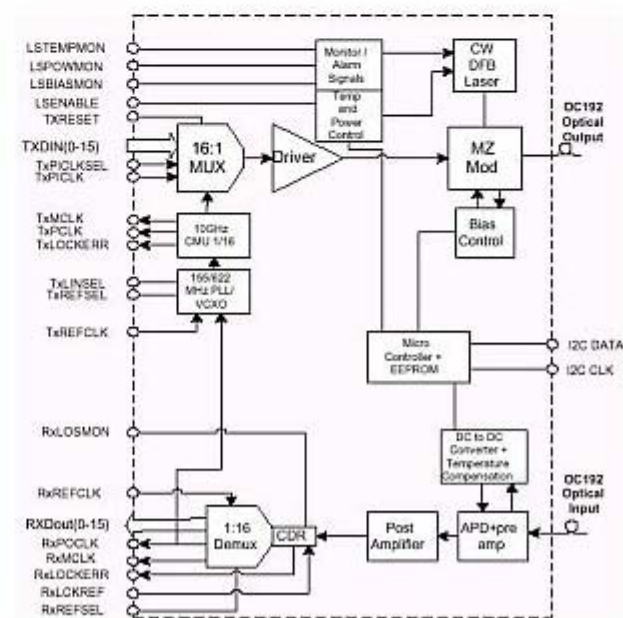 LSTEMPMON
LSPOWMON
LSBIASMON
LSENABLE
TXRESET
TXDIN(0-15)
TxPICLKSEL
TxPICLK
TxMCLK
TxPCLK
TxLOCKERR
TxLINSEL
TxREFSEL
TxREFCLK
RxLOSMON
RxREFCLK
RXDout(0-15)
RxPOCLK
RxMCLK
RxLOCKERR
RxLCKREF
RxREFSEL
Monitor /
Alarm
Signals
Temp
and
Power
Control
CW
DFB
Laser
16:1
MUX
Driver
MZ
Mod
OC192
Optical
Output
10GHz
CMU 1/16
Bias
Control
155/622
MHz PLL/
VCXO
Micro
Controller +
EEPROM
I2C DATA
I2C CLK
DC to DC
Converter +
Temperature
Compensation
1:16
Demux
CDR
Post
Amplifier
APD+pre
amp
OC192
Optical
Input